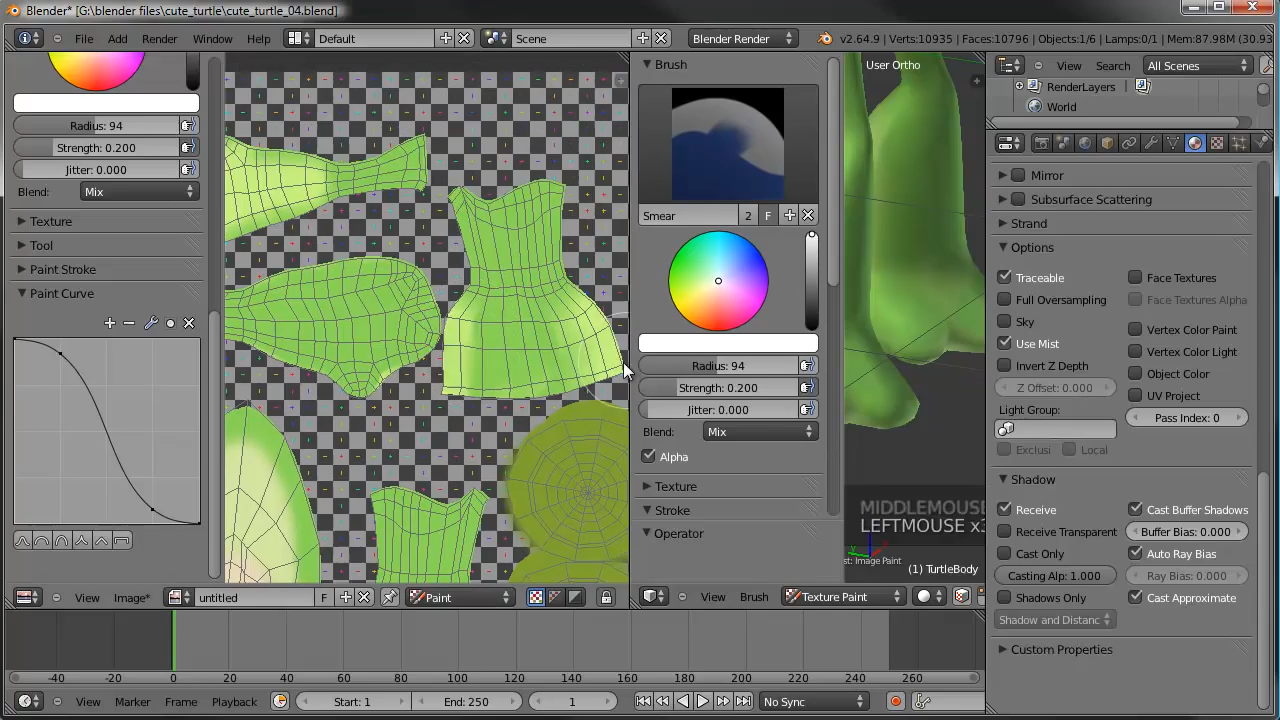 Blender* [G:\blender files\cute_turtle\cute_turtle_04.blend]
File Add Render Window Help Default Scene Blender Render v2.64.9 | Verts:10935 | Faces:10796 | Objects:1/6 | Lamps:0/1 | Mem:87.98M (30.93
Radius: 94
Strength: 0.200
Jitter: 0.000
Blend: Mix
Texture
Tool
Paint Stroke
Paint Curve
View Image* untitled F Paint
Brush
Smear 2 F
Radius: 94
Strength: 0.200
Jitter: 0.000
Blend: Mix
Alpha
Texture
Stroke
Operator
View Brush Texture Paint
User Ortho
MIDDLEMOUSE
LEFTMOUSE x3
st: Image Paint
(1) TurtleBody
View Search All Scenes
RenderLayers
World
Mirror
Subsurface Scattering
Strand
Options
Traceable
Full Oversampling
Sky
Use Mist
Invert Z Depth
Z Offset: 0.000
Light Group:
Exclusi Local
Face Textures
Face Textures Alpha
Vertex Color Paint
Vertex Color Light
Object Color
UV Project
Pass Index: 0
Shadow
Receive
Receive Transparent
Cast Only
Casting Alp: 1.000
Shadows Only
Shadow and Distanc
Cast Buffer Shadows
Buffer Bias: 0.000
Auto Ray Bias
Ray Bias: 0.000
Cast Approximate
Custom Properties
-40 -20 0 20 40 60 80 100 120 140 160 180 200 220 240 260
View Marker Frame Playback Start: 1 End: 250 1 No Sync